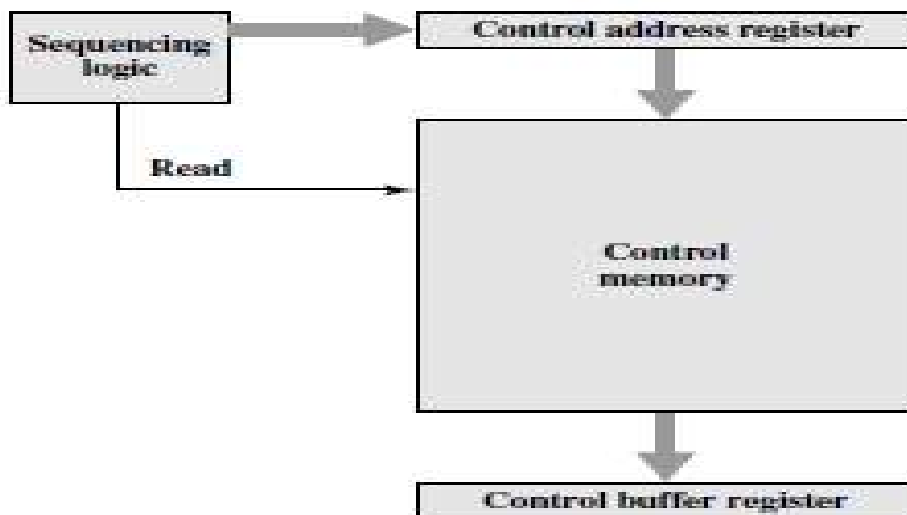 Sequencing
logic
Control address register
Read
Control
memory
Control buffer register